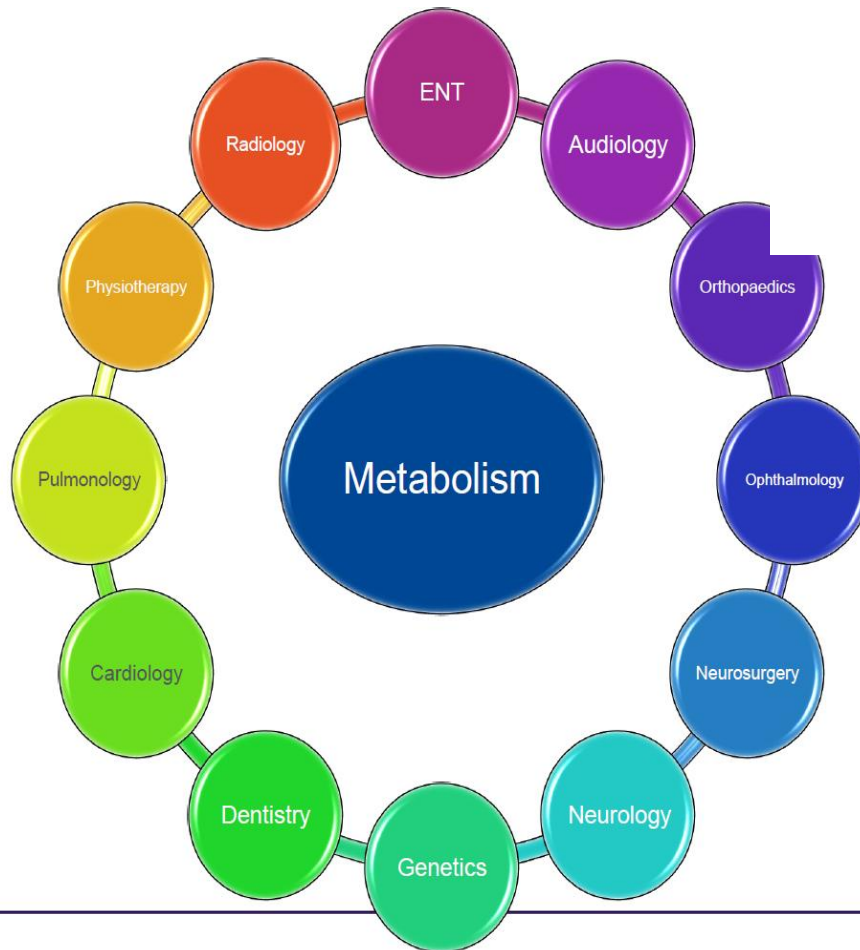 ENT
Audiology
Orthopaedics
Ophthalmology
Neurosurgery
Neurology
Genetics
Dentistry
Cardiology
Pulmonology
Physiotherapy
Radiology
Metabolism